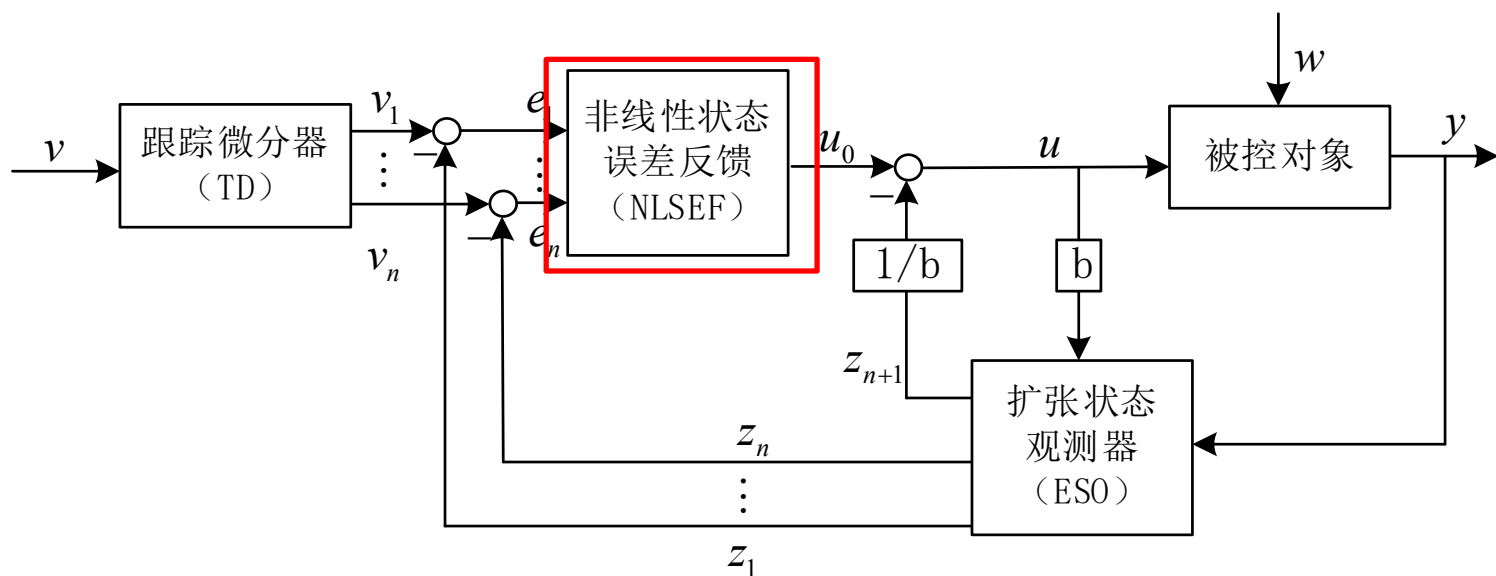 w
v
跟踪微分器
（TD）
v₁
⋮
vₙ
−
−
e₁
⋮
eₙ
非线性状态
误差反馈
（NLSEF）
u₀
−
u
被控对象
y
1/b
b
zₙ₊₁
扩张状态
观测器
（ESO）
zₙ
⋮
z₁